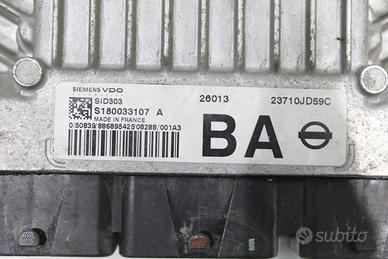 SIEMENS VDO
SID303
S180033107 A
MADE IN FRANCE
26013
23710JD59C
BA
subito